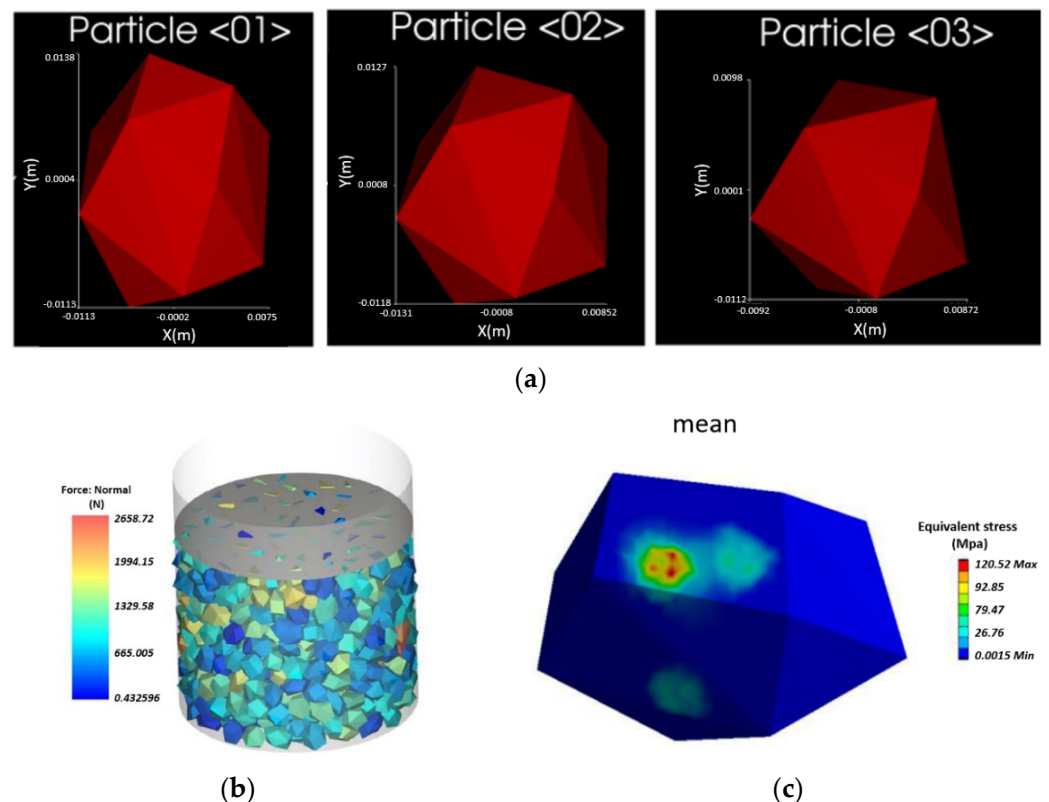 Particle <01>
0.0138
Y(m)
0.0004
-0.0113
-0.0113
-0.0002
0.0075
X(m)
Particle <02>
0.0127
Y(m)
0.0008
-0.0118
-0.0131
-0.0008
0.00852
X(m)
Particle <03>
0.0098
Y(m)
0.0001
-0.0112
-0.0092
-0.0008
0.00872
X(m)
(a)
Force: Normal
(N)
2658.72
1994.15
1329.58
665.005
0.432596
(b)
mean
Equivalent stress
(Mpa)
120.52 Max
92.85
79.47
26.76
0.0015 Min
(c)